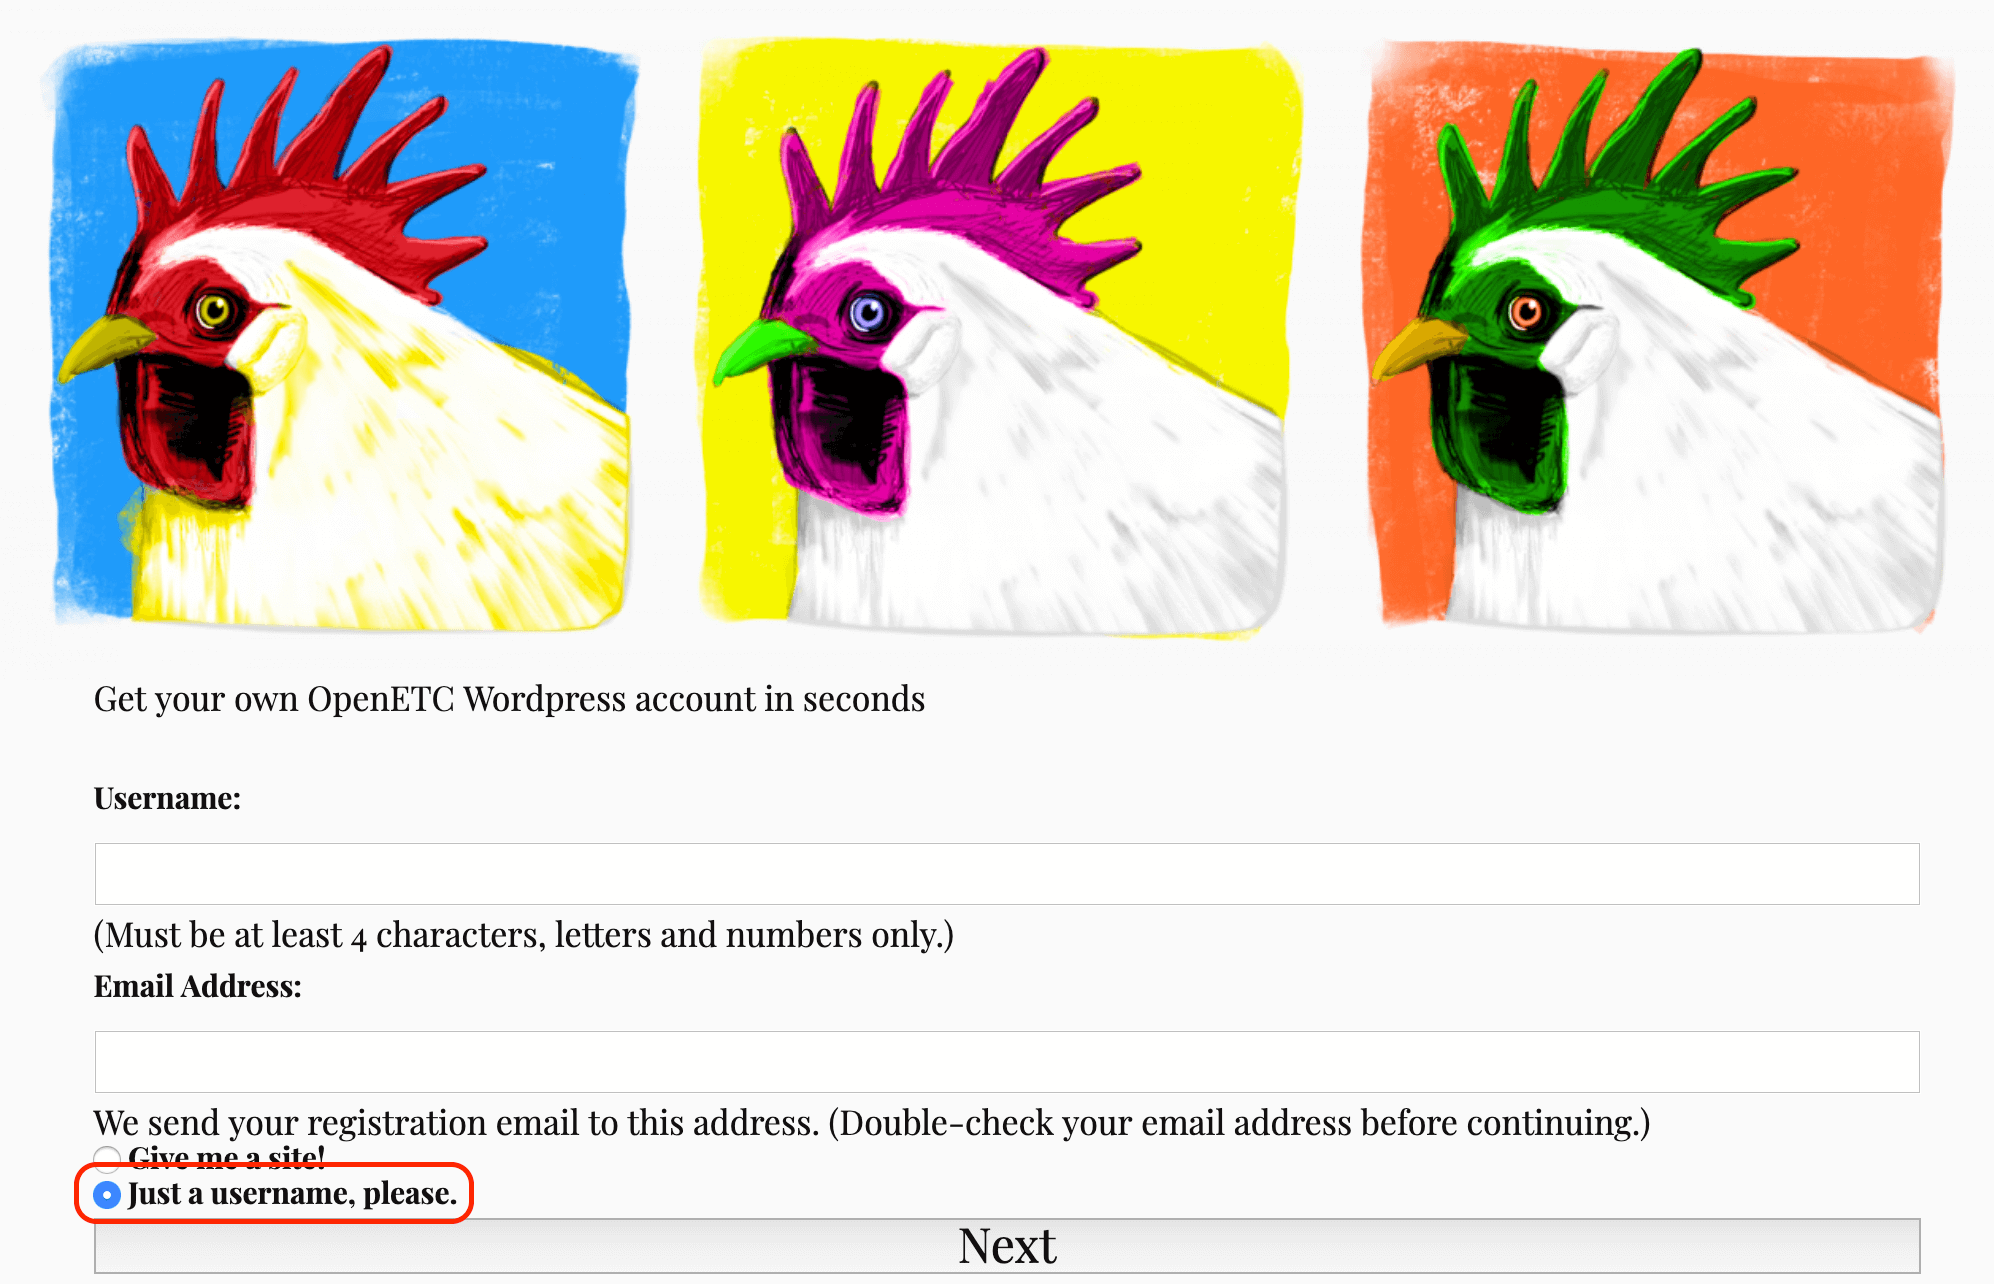 Get your own OpenETC Wordpress account in seconds
Username:
(Must be at least 4 characters, letters and numbers only.)
Email Address:
We send your registration email to this address. (Double-check your email address before continuing.)
Give me a site!
Just a username, please.
Next